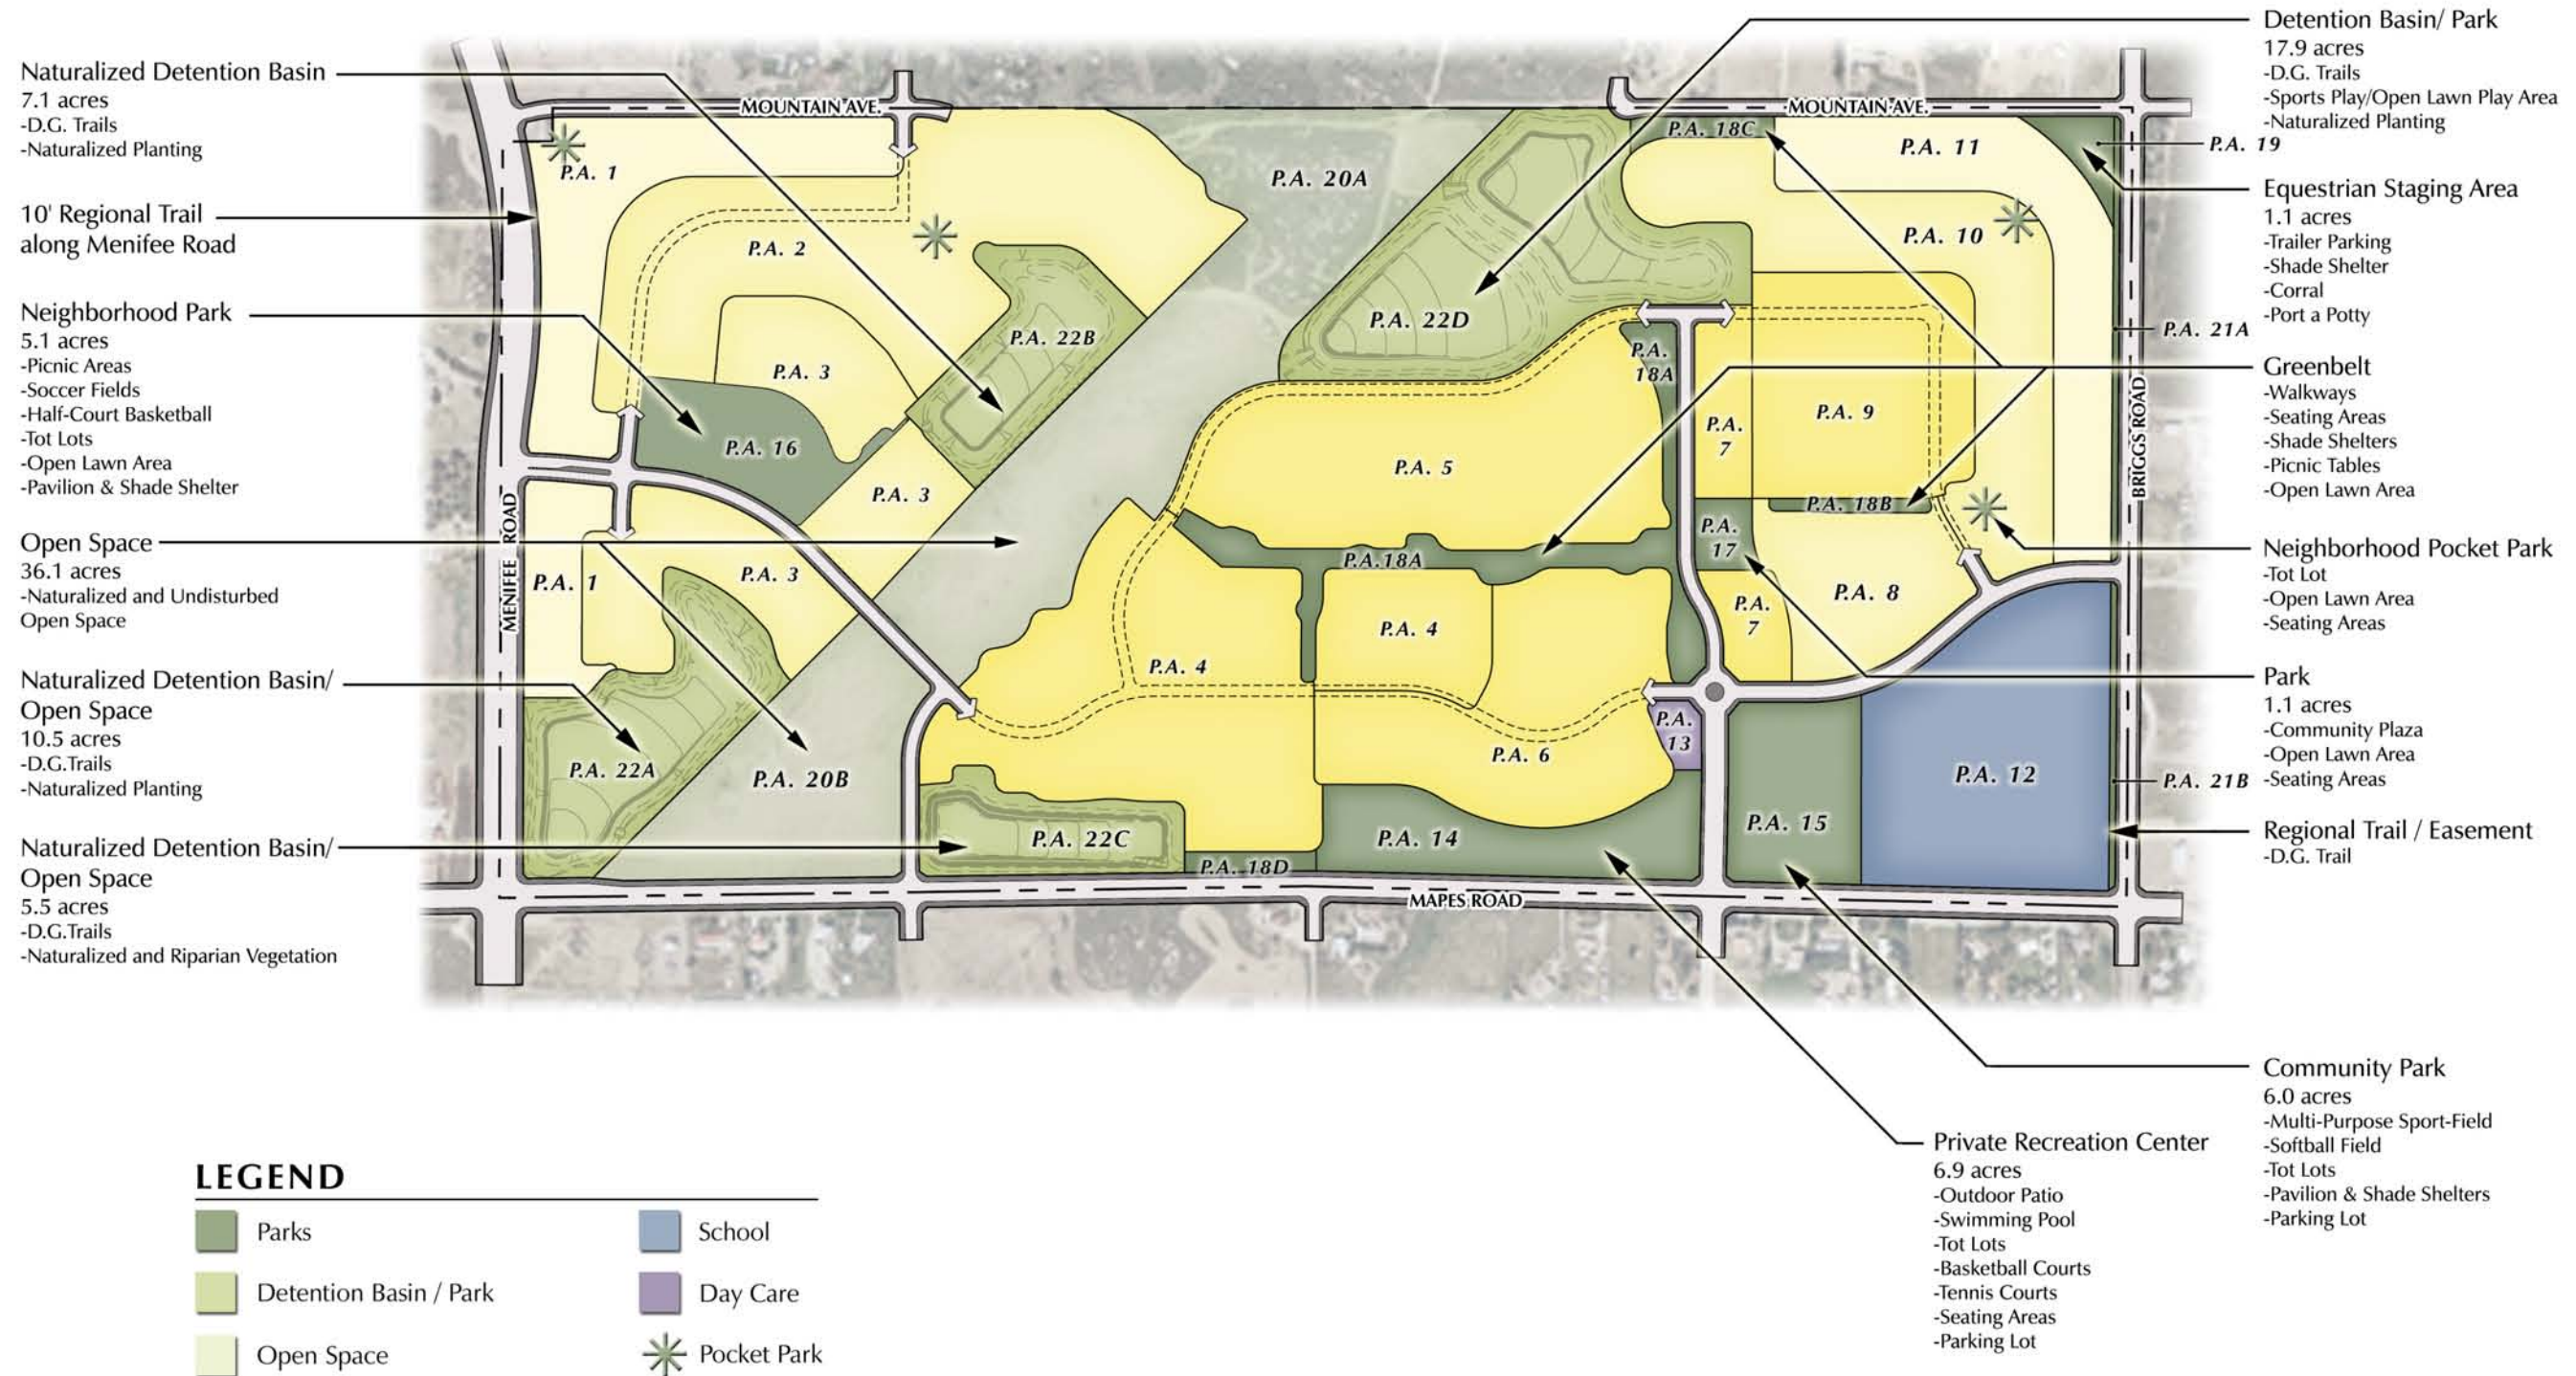 Naturalized Detention Basin
7.1 acres
-D.G. Trails
-Naturalized Planting
10' Regional Trail
along Menifee Road
Neighborhood Park
5.1 acres
-Picnic Areas
-Soccer Fields
-Half-Court Basketball
-Tot Lots
-Open Lawn Area
-Pavilion & Shade Shelter
Open Space
36.1 acres
-Naturalized and Undisturbed
Open Space
Naturalized Detention Basin/
Open Space
10.5 acres
-D.G.Trails
-Naturalized Planting
Naturalized Detention Basin/
Open Space
5.5 acres
-D.G.Trails
-Naturalized and Riparian Vegetation
MOUNTAIN AVE.
MOUNTAIN AVE.
P.A. 1
P.A. 2
P.A. 3
P.A. 16
P.A. 3
P.A. 3
P.A. 1
MENIFEE ROAD
P.A. 22A
P.A. 20B
P.A. 22B
P.A. 20A
P.A. 22D
P.A. 18C
P.A. 11
P.A. 10
P.A. 19
P.A. 21A
BRIGGS ROAD
P.A.
18A
P.A.
7
P.A. 9
P.A. 5
P.A. 18B
P.A.
17
P.A.18A
P.A. 4
P.A. 4
P.A.
7
P.A. 8
P.A.
13
P.A. 6
P.A. 12
P.A. 21B
P.A. 22C
P.A. 18D
P.A. 14
P.A. 15
MAPES ROAD
Detention Basin/ Park
17.9 acres
-D.G. Trails
-Sports Play/Open Lawn Play Area
-Naturalized Planting
Equestrian Staging Area
1.1 acres
-Trailer Parking
-Shade Shelter
-Corral
-Port a Potty
Greenbelt
-Walkways
-Seating Areas
-Shade Shelters
-Picnic Tables
-Open Lawn Area
Neighborhood Pocket Park
-Tot Lot
-Open Lawn Area
-Seating Areas
Park
1.1 acres
-Community Plaza
-Open Lawn Area
-Seating Areas
Regional Trail / Easement
-D.G. Trail
Community Park
6.0 acres
-Multi-Purpose Sport-Field
-Softball Field
-Tot Lots
-Pavilion & Shade Shelters
-Parking Lot
Private Recreation Center
6.9 acres
-Outdoor Patio
-Swimming Pool
-Tot Lots
-Basketball Courts
-Tennis Courts
-Seating Areas
-Parking Lot
LEGEND
Parks
School
Detention Basin / Park
Day Care
Open Space
Pocket Park